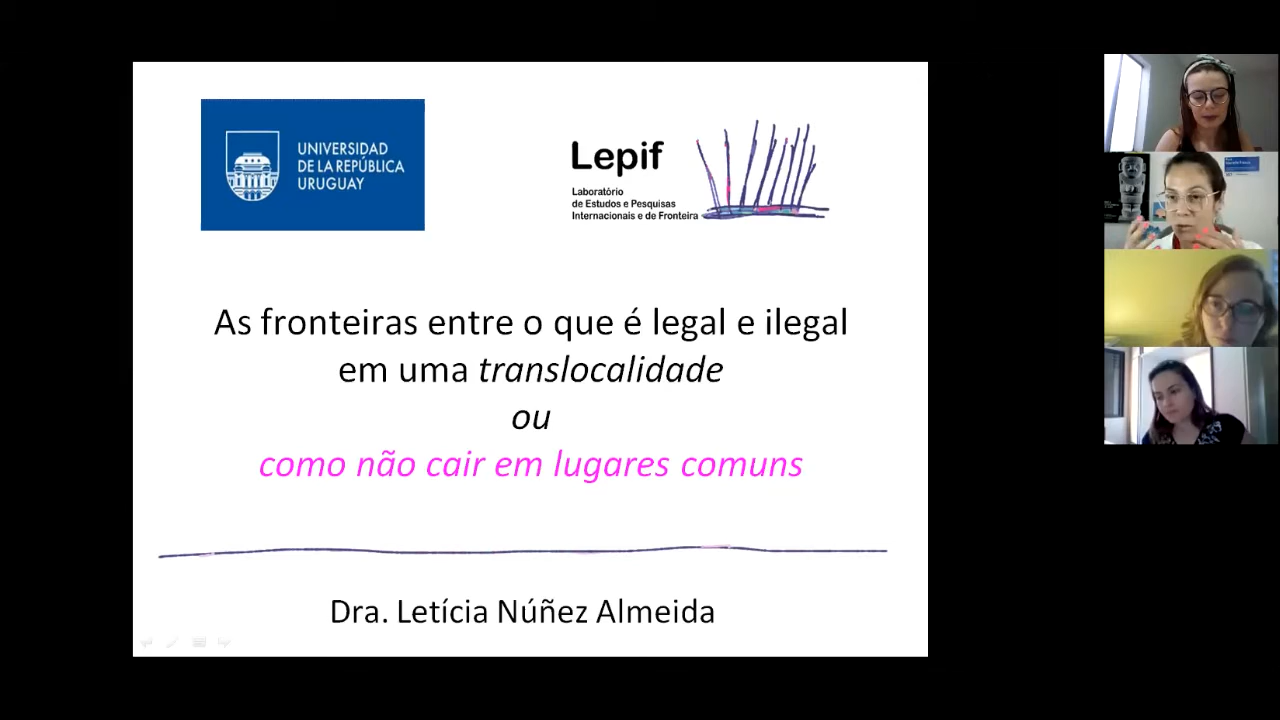 UNIVERSIDAD
DE LA REPÚBLICA
URUGUAY
Lepif
Laboratório
de Estudos e Pesquisas
Internacionais e de Fronteira
As fronteiras entre o que é legal e ilegal
em uma translocalidade
ou
como não cair em lugares comuns
Dra. Letícia Núñez Almeida